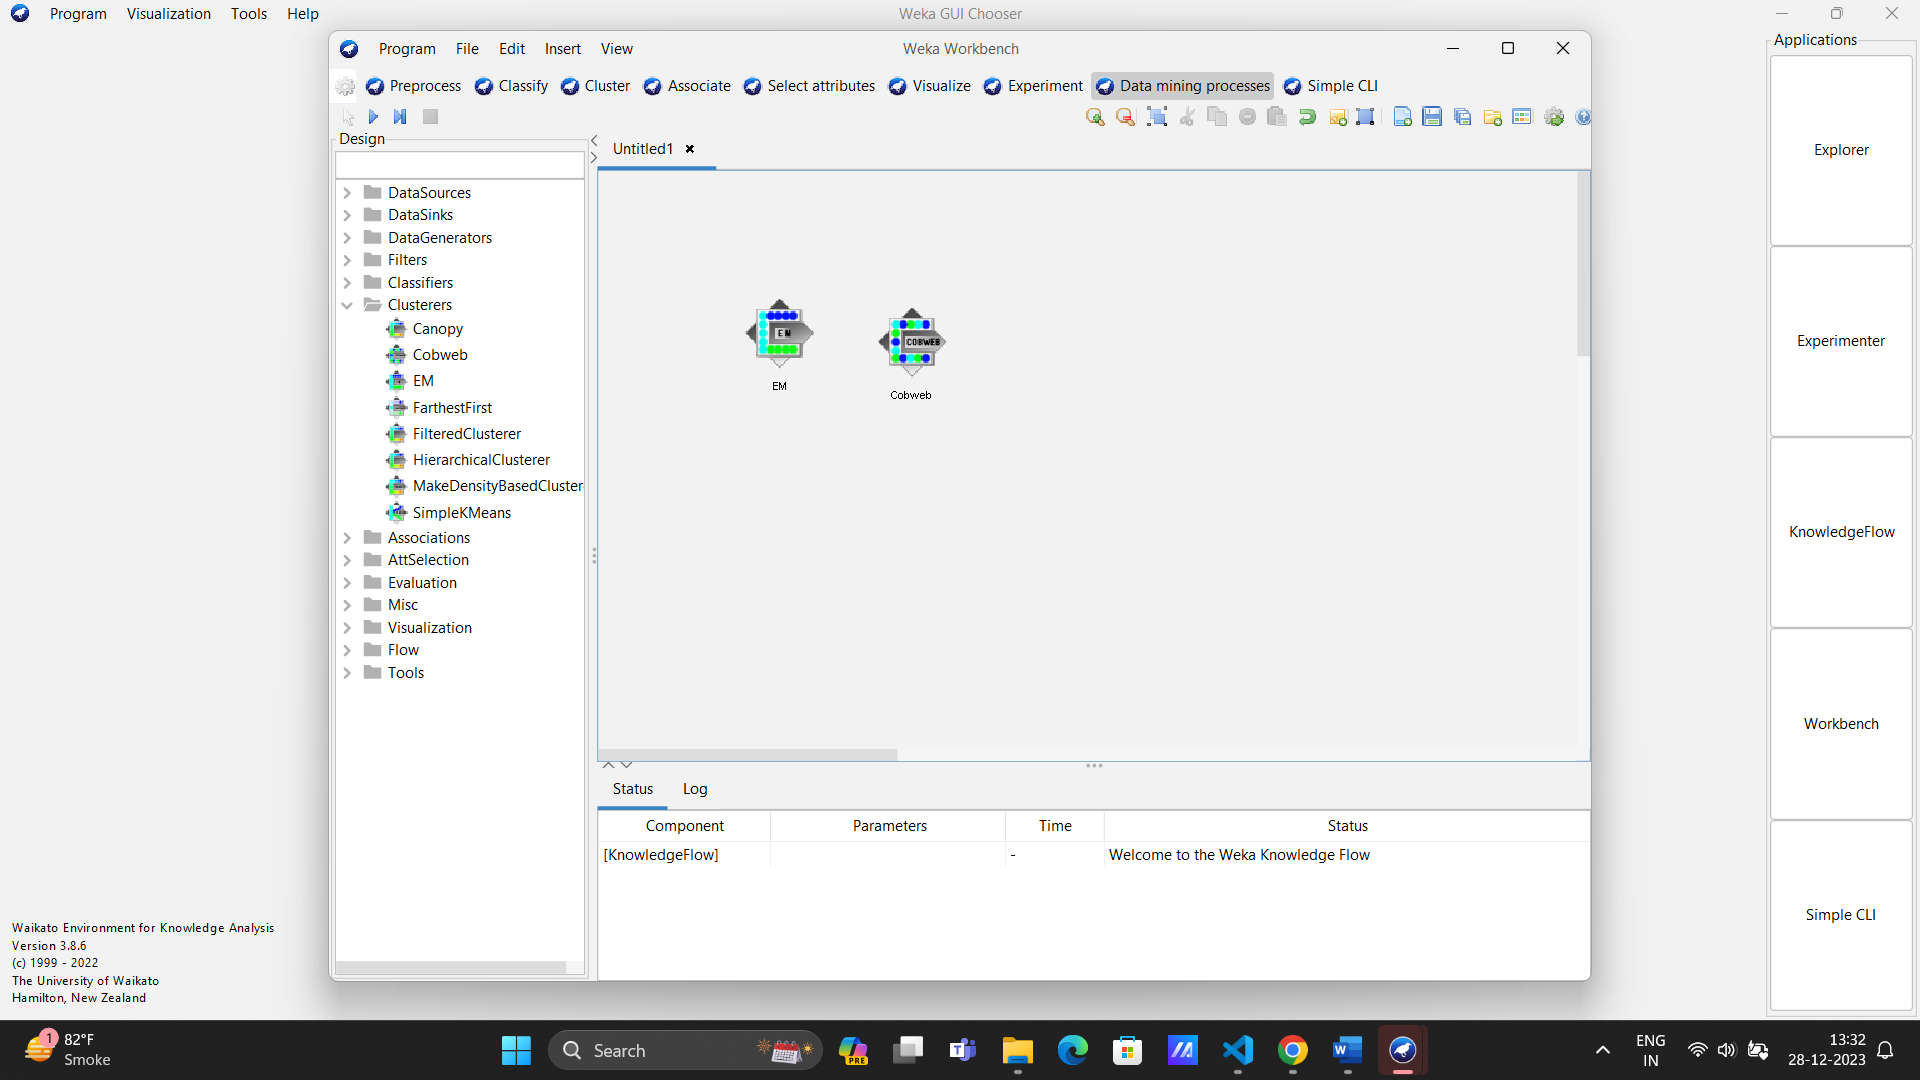 Program Visualization Tools Help
Weka GUI Chooser
Applications
Program File Edit Insert View
Weka Workbench
Preprocess Classify Cluster Associate Select attributes Visualize Experiment Data mining processes Simple CLI
Design
Untitled1
DataSources
DataSinks
DataGenerators
Filters
Classifiers
Clusterers
Canopy
Cobweb
EM
FarthestFirst
FilteredClusterer
HierarchicalClusterer
MakeDensityBasedCluster
SimpleKMeans
Associations
AttSelection
Evaluation
Misc
Visualization
Flow
Tools
EM
EM
COBWEB
Cobweb
Status Log
Component Parameters Time Status
[KnowledgeFlow] - Welcome to the Weka Knowledge Flow
Explorer
Experimenter
KnowledgeFlow
Workbench
Simple CLI
Waikato Environment for Knowledge Analysis
Version 3.8.6
(c) 1999 - 2022
The University of Waikato
Hamilton, New Zealand
1
82°F
Smoke
Search
PRE
ENG
IN
13:32
28-12-2023